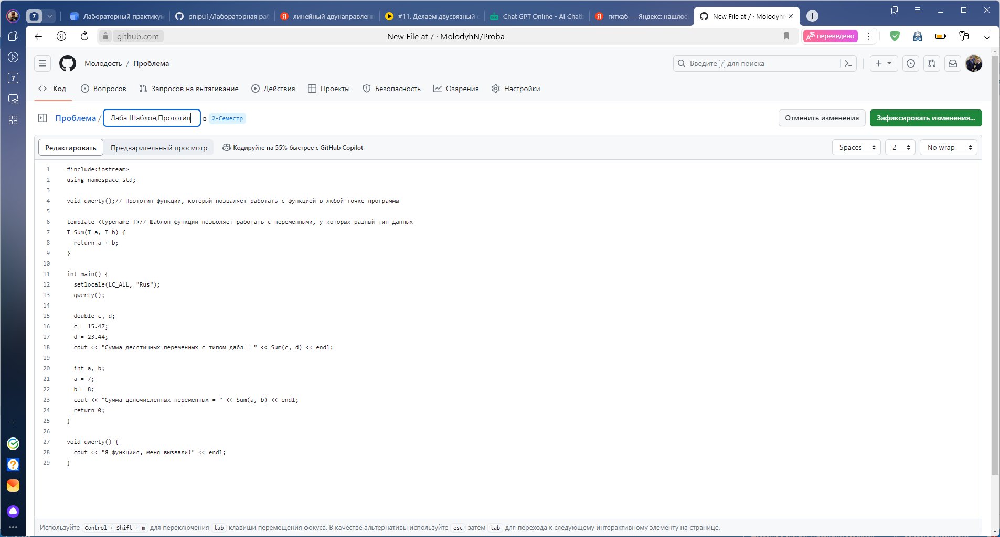 7
Лабораторный практикум
pnipu1/Лабораторная раб
линейный двунаправленн
#11. Делаем двусвязный с
Chat GPT Online - AI Chatb
гитхаб — Яндекс: нашлось
New File at / · MolodyhN
github.com
New File at / · MolodyhN/Proba
переведено
7
Молодость / Проблема
Введите / для поиска
Код
Вопросов
Запросов на вытягивание
Действия
Проекты
Безопасность
Озарения
Настройки
Проблема / Лаба Шаблон,Прототип в 2-Семестр
Отменить изменения
Зафиксировать изменения...
Редактировать
Предварительный просмотр
Кодируйте на 55% быстрее с GitHub Copilot
Spaces
2
No wrap
1 #include<iostream>
2 using namespace std;
3
4 void qwerty();// Прототип функции, который позваляет работать с функцией в любой точке программы
5
6 template <typename T>// Шаблон функции позволяет работать с переменными, у которых разный тип данных
7 T Sum(T a, T b) {
8 return a + b;
9 }
10
11 int main() {
12 setlocale(LC_ALL, "Rus");
13 qwerty();
14
15 double c, d;
16 c = 15.47;
17 d = 23.44;
18 cout << "Сумма десятичных переменных с типом дабл = " << Sum(c, d) << endl;
19
20 int a, b;
21 a = 7;
22 b = 8;
23 cout << "Сумма целочисленных переменных = " << Sum(a, b) << endl;
24 return 0;
25 }
26
27 void qwerty() {
28 cout << "Я функциия, меня вызвали!" << endl;
29 }
Используйте Control + Shift + m для переключения tab клавиши перемещения фокуса. В качестве альтернативы используйте esc затем tab для перехода к следующему интерактивному элементу на странице.